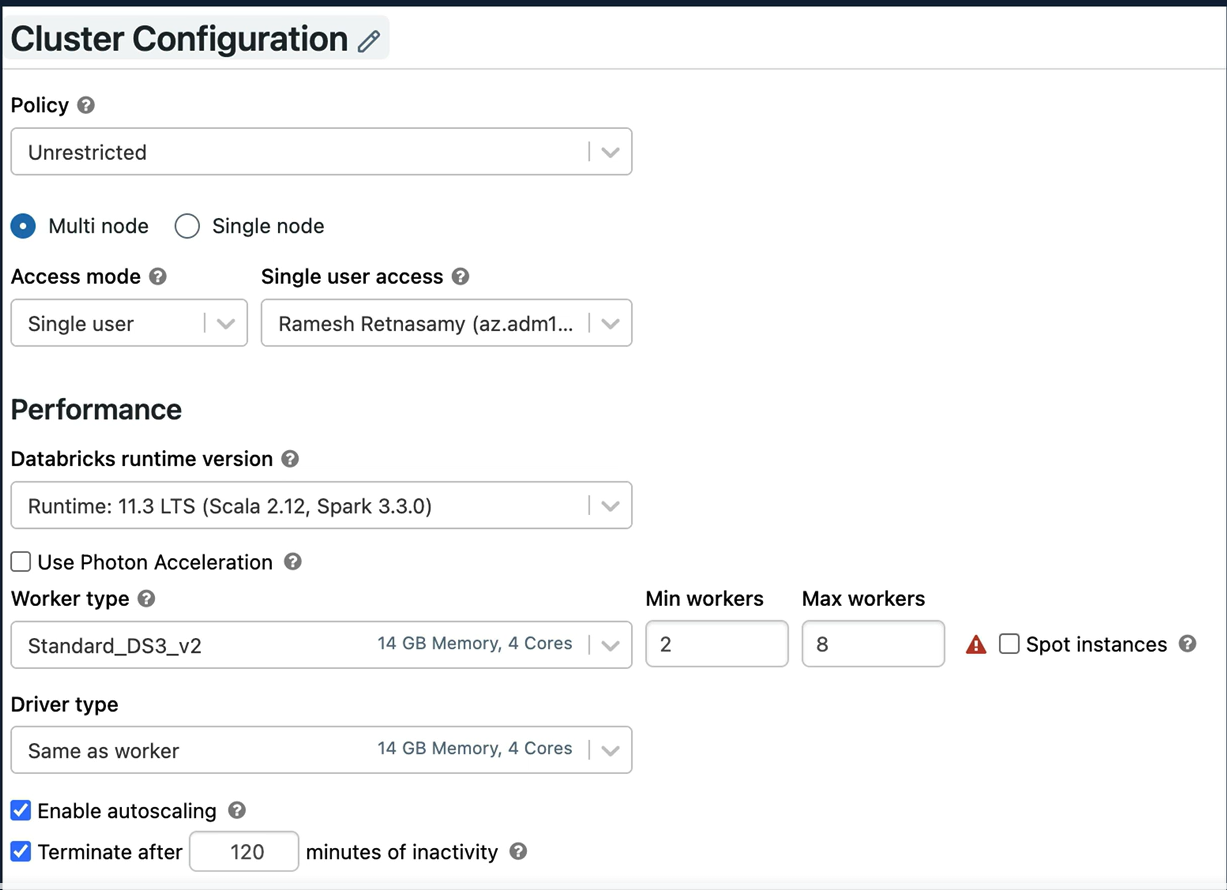 Cluster Configuration
Policy
Unrestricted
Multi node Single node
Access mode Single user access
Single user Ramesh Retnasamy (az.adm1...
Performance
Databricks runtime version
Runtime: 11.3 LTS (Scala 2.12, Spark 3.3.0)
Use Photon Acceleration
Worker type Min workers Max workers
Standard_DS3_v2 14 GB Memory, 4 Cores 2 8 Spot instances
Driver type
Same as worker 14 GB Memory, 4 Cores
Enable autoscaling
Terminate after 120 minutes of inactivity